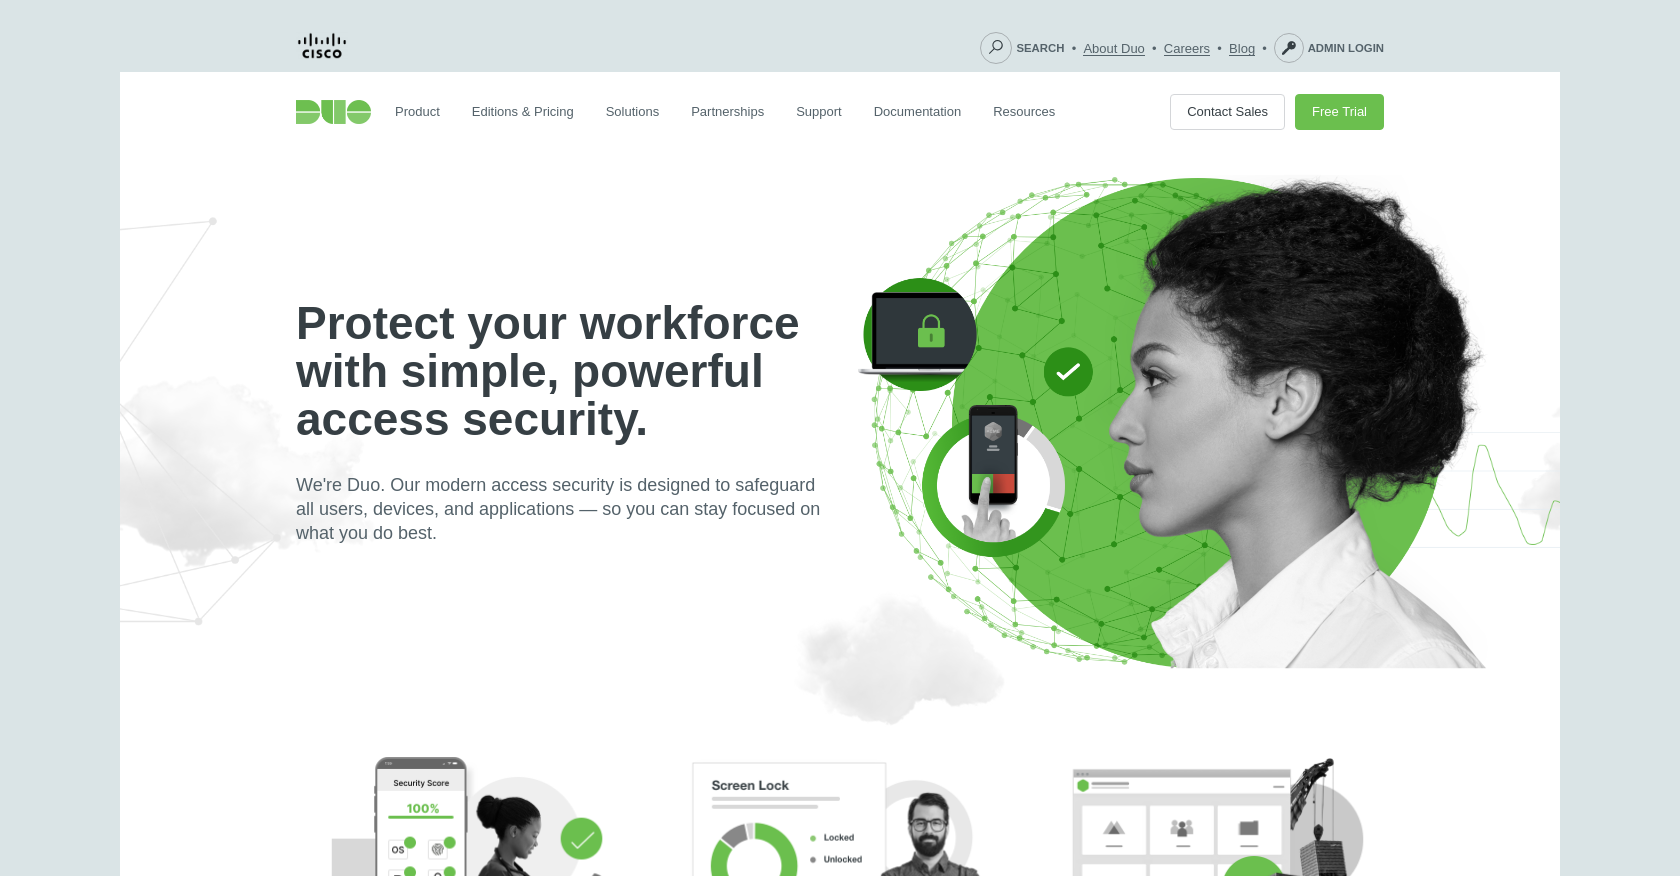 CISCO
SEARCH • About Duo • Careers • Blog • ADMIN LOGIN
DUO Product Editions & Pricing Solutions Partnerships Support Documentation Resources Contact Sales Free Trial
Protect your workforce
with simple, powerful
access security.
We're Duo. Our modern access security is designed to safeguard
all users, devices, and applications — so you can stay focused on
what you do best.
Security Score
100%
OS
Screen Lock
Locked
Unlocked